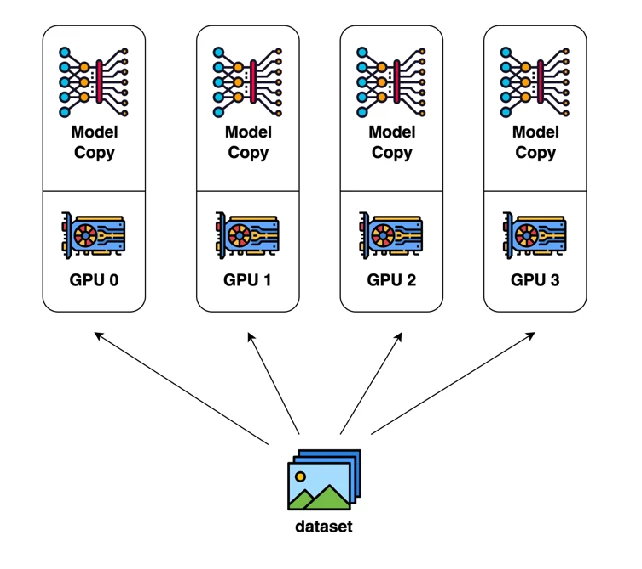 Model
Copy
Model
Copy
Model
Copy
Model
Copy
GPU 0
GPU 1
GPU 2
GPU 3
dataset